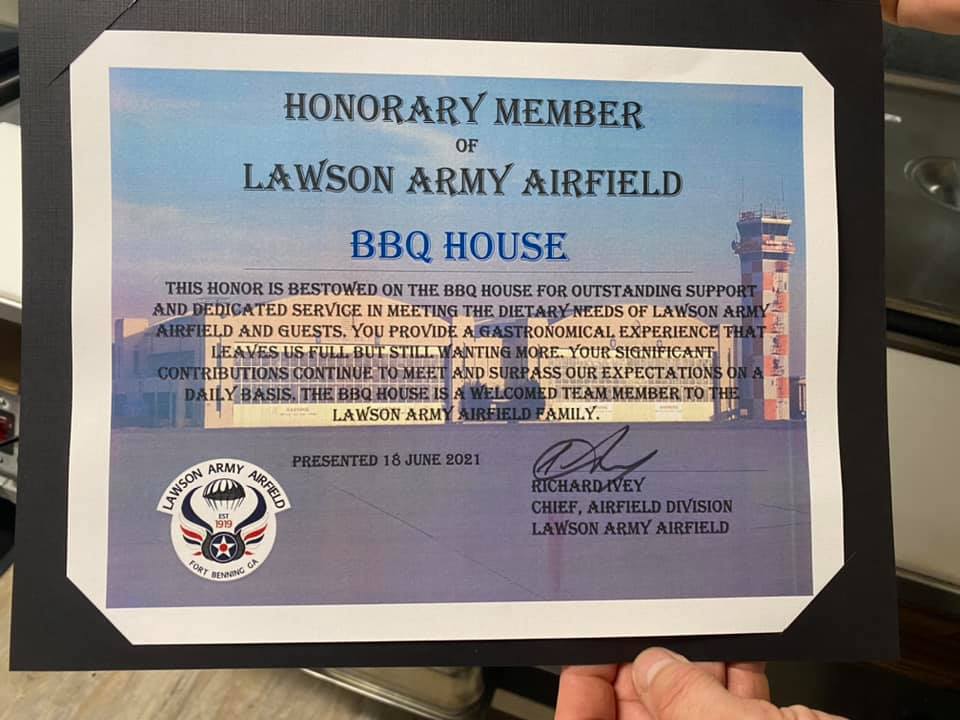 HONORARY MEMBER
OF
LAWSON ARMY AIRFIELD
BBQ HOUSE
THIS HONOR IS BESTOWED ON THE BBQ HOUSE FOR OUTSTANDING SUPPORT
AND DEDICATED SERVICE IN MEETING THE DIETARY NEEDS OF LAWSON ARMY
AIRFIELD AND GUESTS. YOU PROVIDE A GASTRONOMICAL EXPERIENCE THAT
LEAVES US FULL BUT STILL WANTING MORE. YOUR SIGNIFICANT
CONTRIBUTIONS CONTINUE TO MEET AND SURPASS OUR EXPECTATIONS ON A
DAILY BASIS. THE BBQ HOUSE IS A WELCOMED TEAM MEMBER TO THE
LAWSON ARMY AIRFIELD FAMILY.
PRESENTED 18 JUNE 2021
RICHARD IVEY
CHIEF, AIRFIELD DIVISION
LAWSON ARMY AIRFIELD
LAWSON ARMY AIRFIELD
EST
1919
FORT BENNING GA